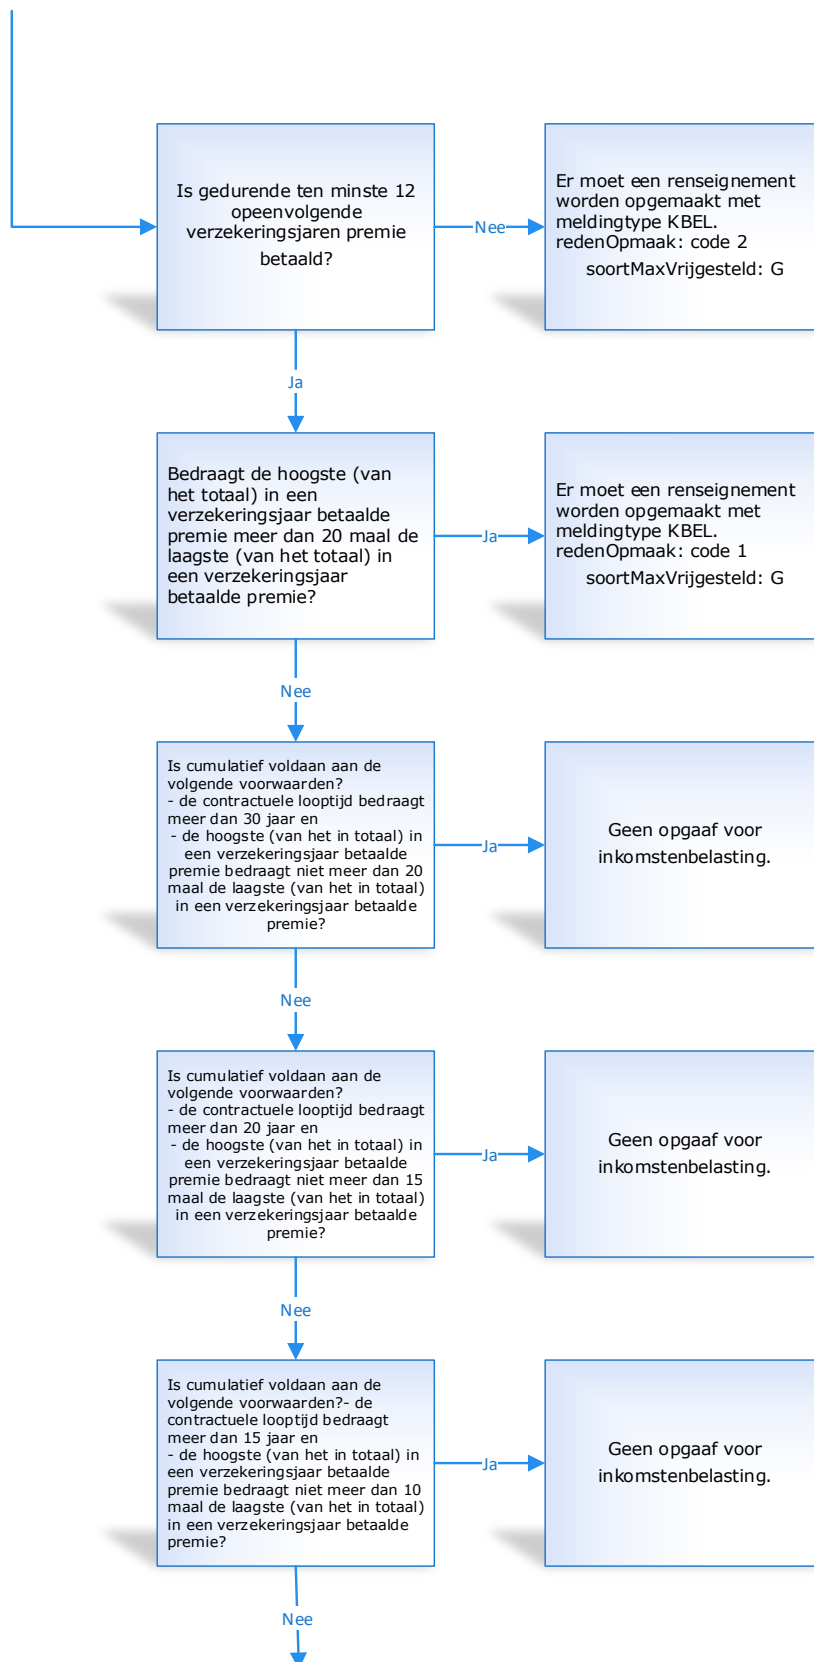 Is gedurende ten minste 12
opeenvolgende
verzekeringsjaren premie
betaald?
Nee
Er moet een renseignement
worden opgemaakt met
meldingtype KBEL.
redenOpmaak: code 2
soortMaxVrijgesteld: G
Ja
Bedraagt de hoogste (van
het totaal) in een
verzekeringsjaar betaalde
premie meer dan 20 maal de
laagste (van het totaal) in
een verzekeringsjaar
betaalde premie?
Ja
Er moet een renseignement
worden opgemaakt met
meldingtype KBEL.
redenOpmaak: code 1
soortMaxVrijgesteld: G
Nee
Is cumulatief voldaan aan de
volgende voorwaarden?
- de contractuele looptijd bedraagt
meer dan 30 jaar en
- de hoogste (van het in totaal) in
een verzekeringsjaar betaalde
premie bedraagt niet meer dan 20
maal de laagste (van het in totaal)
in een verzekeringsjaar betaalde
premie?
Ja
Geen opgaaf voor
inkomstenbelasting.
Nee
Is cumulatief voldaan aan de
volgende voorwaarden?
- de contractuele looptijd bedraagt
meer dan 20 jaar en
- de hoogste (van het in totaal) in
een verzekeringsjaar betaalde
premie bedraagt niet meer dan 15
maal de laagste (van het in totaal)
in een verzekeringsjaar betaalde
premie?
Ja
Geen opgaaf voor
inkomstenbelasting.
Nee
Is cumulatief voldaan aan de
volgende voorwaarden?- de
contractuele looptijd bedraagt
meer dan 15 jaar en
- de hoogste (van het in totaal) in
een verzekeringsjaar betaalde
premie bedraagt niet meer dan 10
maal de laagste (van het in totaal)
in een verzekeringsjaar betaalde
premie?
Ja
Geen opgaaf voor
inkomstenbelasting.
Nee